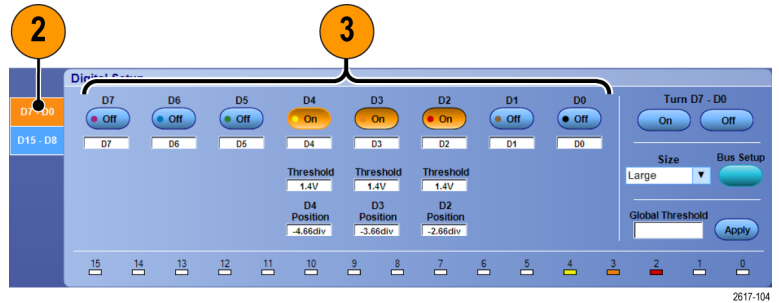 2 3
Digital Setup
D7 - D0
D15 - D8
D7 D6 D5 D4 D3 D2 D1 D0 Turn D7 - D0
Off Off Off On On On Off Off On Off
D7 D6 D5 D4 D3 D2 D1 D0
Size Bus Setup
Large
Threshold Threshold Threshold
1.4V 1.4V 1.4V
D4 D3 D2
Position Position Position
-4.66div -3.66div -2.66div
Global Threshold
Apply
15 14 13 12 11 10 9 8 7 6 5 4 3 2 1 0
2617-104